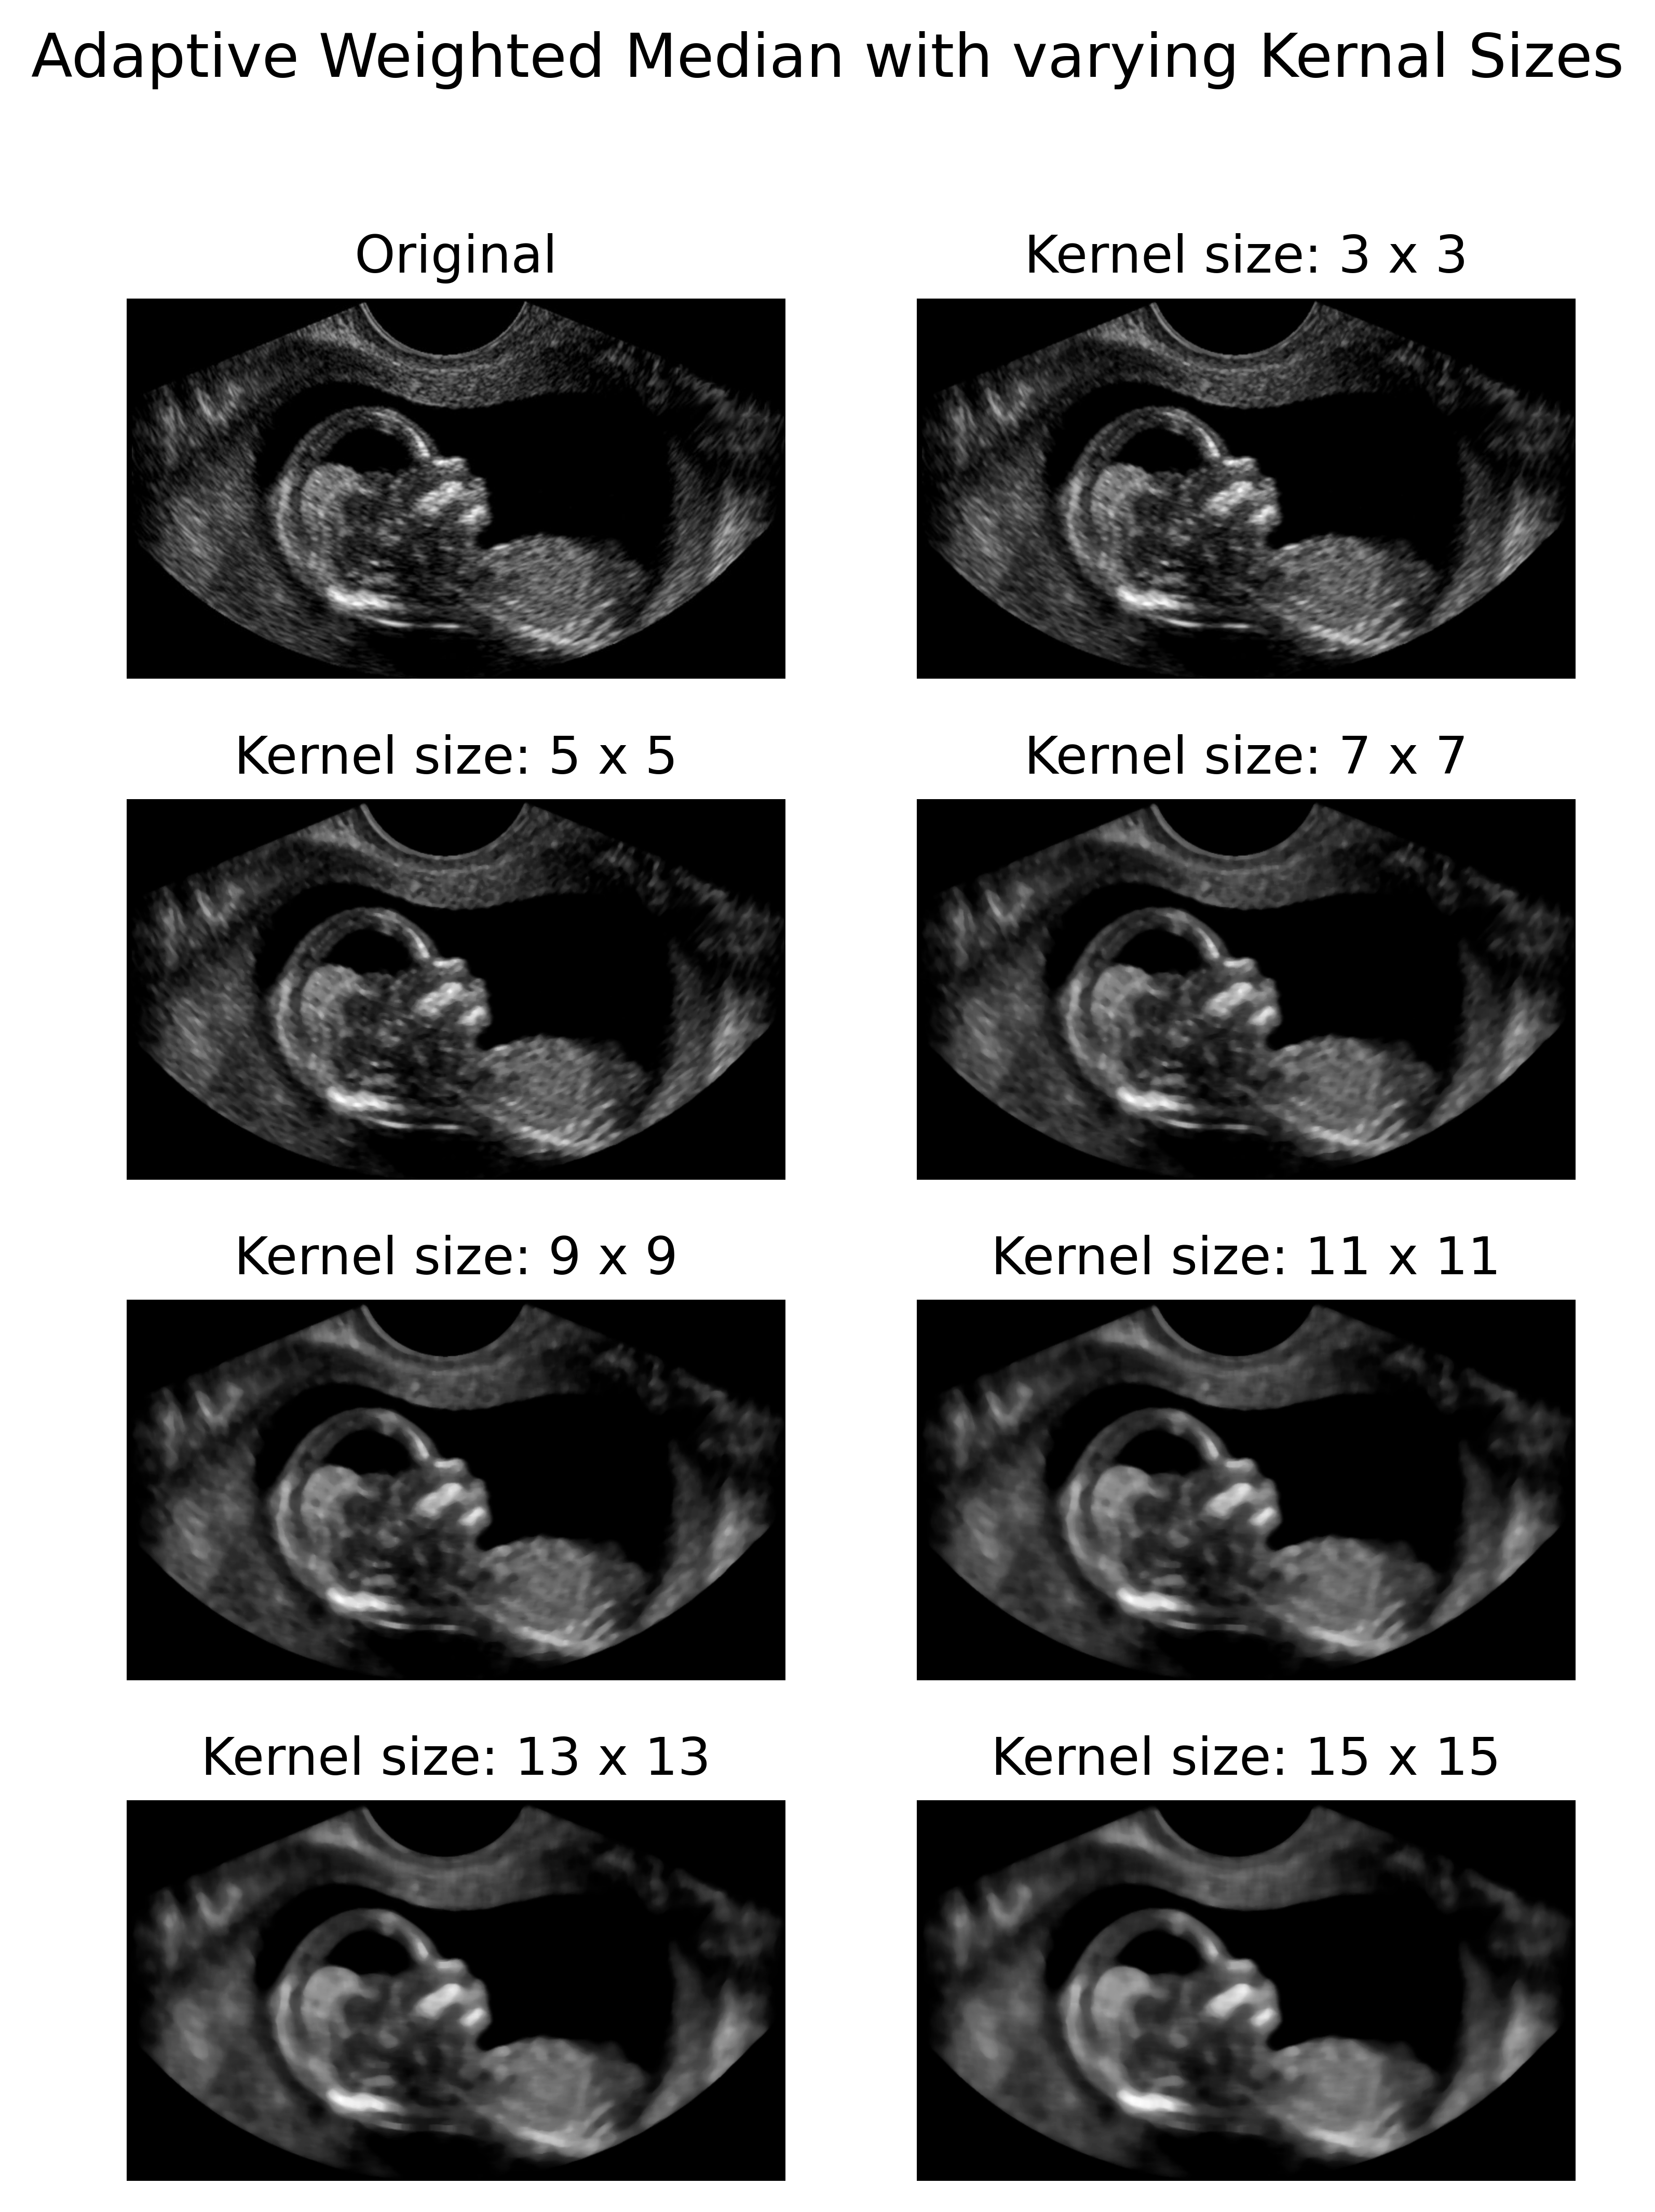 Adaptive Weighted Median with varying Kernal Sizes
Original
Kernel size: 3 x 3
Kernel size: 5 x 5
Kernel size: 7 x 7
Kernel size: 9 x 9
Kernel size: 11 x 11
Kernel size: 13 x 13
Kernel size: 15 x 15